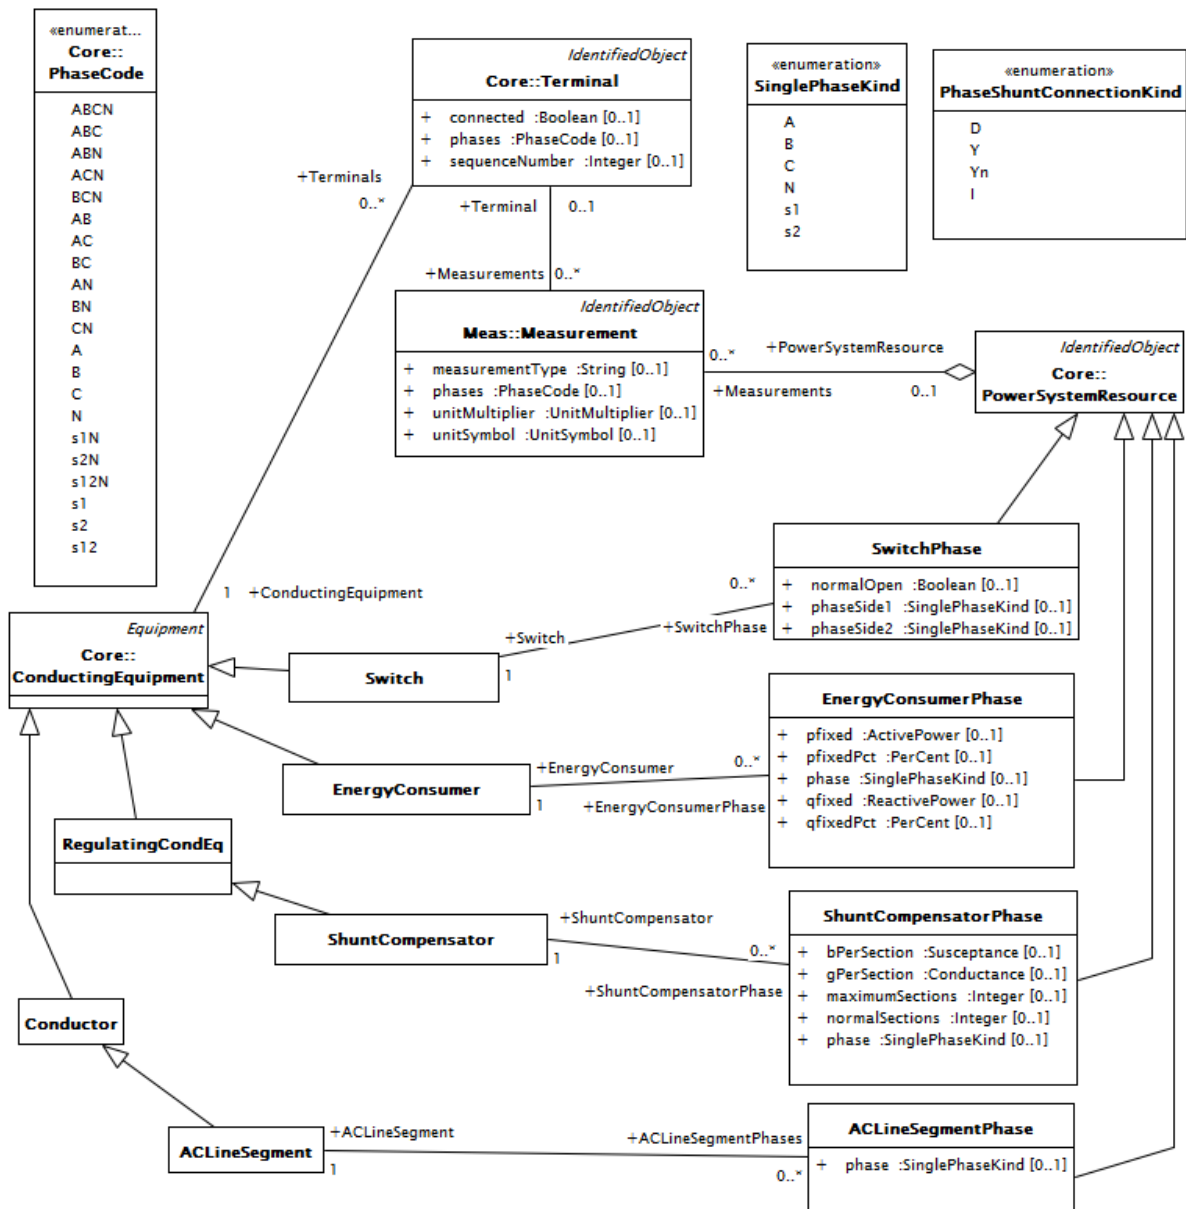 «enumerat...
Core::
PhaseCode
ABCN
ABC
ABN
ACN
BCN
AB
AC
BC
AN
BN
CN
A
B
C
N
s1N
s2N
s12N
s1
s2
s12
IdentifiedObject
Core::Terminal
+ connected :Boolean [0..1]
+ phases :PhaseCode [0..1]
+ sequenceNumber :Integer [0..1]
«enumeration»
SinglePhaseKind
A
B
C
N
s1
s2
«enumeration»
PhaseShuntConnectionKind
D
Y
Yn
I
+Terminals
0..*
+Terminal 0..1
+Measurements 0..*
IdentifiedObject
Meas::Measurement
+ measurementType :String [0..1]
+ phases :PhaseCode [0..1]
+ unitMultiplier :UnitMultiplier [0..1]
+ unitSymbol :UnitSymbol [0..1]
0..* +PowerSystemResource
+Measurements 0..1
IdentifiedObject
Core::
PowerSystemResource
SwitchPhase
+ normalOpen :Boolean [0..1]
+ phaseSide1 :SinglePhaseKind [0..1]
+ phaseSide2 :SinglePhaseKind [0..1]
1 +ConductingEquipment
0..*
+Switch
+SwitchPhase
1
Equipment
Core::
ConductingEquipment
Switch
EnergyConsumerPhase
+ pfixed :ActivePower [0..1]
+ pfixedPct :PerCent [0..1]
+ phase :SinglePhaseKind [0..1]
+ qfixed :ReactivePower [0..1]
+ qfixedPct :PerCent [0..1]
EnergyConsumer
+EnergyConsumer
0..*
1
+EnergyConsumerPhase
RegulatingCondEq
ShuntCompensator
+ShuntCompensator
1
0..*
+ShuntCompensatorPhase
ShuntCompensatorPhase
+ bPerSection :Susceptance [0..1]
+ gPerSection :Conductance [0..1]
+ maximumSections :Integer [0..1]
+ normalSections :Integer [0..1]
+ phase :SinglePhaseKind [0..1]
Conductor
ACLineSegment
+ACLineSegment
1
+ACLineSegmentPhases
0..*
ACLineSegmentPhase
+ phase :SinglePhaseKind [0..1]